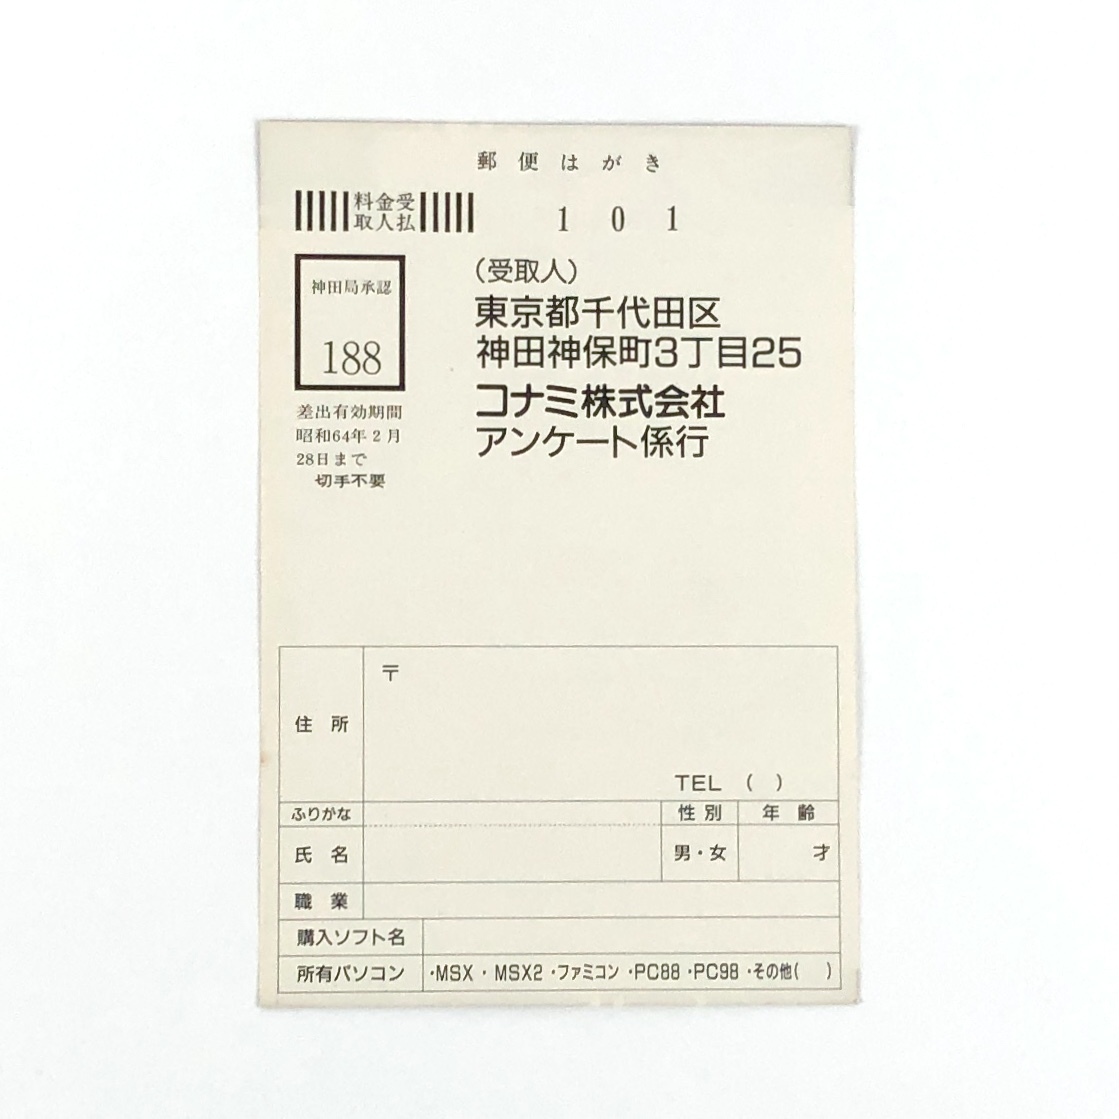 郵便はがき
料金受
取人払
101
神田局承認
188
差出有効期間
昭和64年2月
28日まで
切手不要
（受取人）
東京都千代田区
神田神保町3丁目25
コナミ株式会社
アンケート係行
住所
〒
TEL （ ）
ふりがな
性別
年齢
氏名
男・女
才
職業
購入ソフト名
所有パソコン
・MSX・MSX2・ファミコン・PC88・PC98・その他（ ）